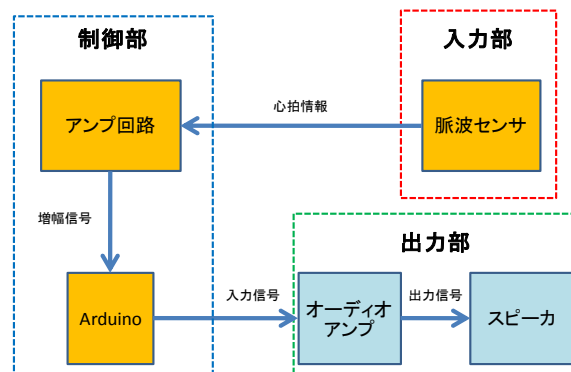 制御部
入力部
アンプ回路
心拍情報
脈波センサ
増幅信号
出力部
Arduino
入力信号
オーディオ
アンプ
出力信号
スピーカ